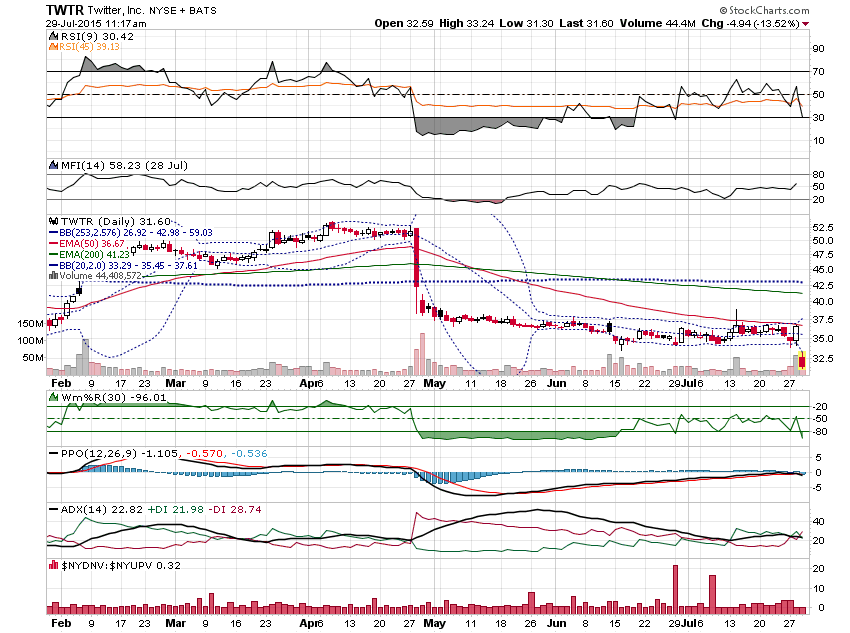 TWTR Twitter, Inc. NYSE + BATS © StockCharts.com
29-Jul-2015 11:17am Open 32.59 High 33.24 Low 31.30 Last 31.60 Volume 44.4M Chg -4.94 (-13.52%)
RSI(9) 30.42
RSI(45) 39.13
90
70
50
30
10
MFI(14) 58.23 (28 Jul)
80
50
20
TWTR (Daily) 31.60
BB(253,2.576) 26.92 - 42.98 - 59.03
EMA(50) 36.67
EMA(200) 41.23
BB(20,2.0) 33.29 - 35.45 - 37.61
Volume 44,408,572
52.5
50.0
47.5
45.0
42.5
40.0
37.5
35.0
32.5
150M
100M
50M
Feb 9 17 23 Mar 9 16 23 Apr 6 13 20 27 May 11 18 26 Jun 8 15 22 29 Jul 6 13 20 27
Wm%R(30) -96.01
-20
-50
-80
PPO(12,26,9) -1.105, -0.570, -0.536
5
0
-5
ADX(14) 22.82 +DI 21.98 -DI 28.74
40
20
$NYDNV:$NYUPV 0.32
20
10
0
Feb 9 17 23 Mar 9 16 23 Apr 6 13 20 27 May 11 18 26 Jun 8 15 22 29 Jul 6 13 20 27